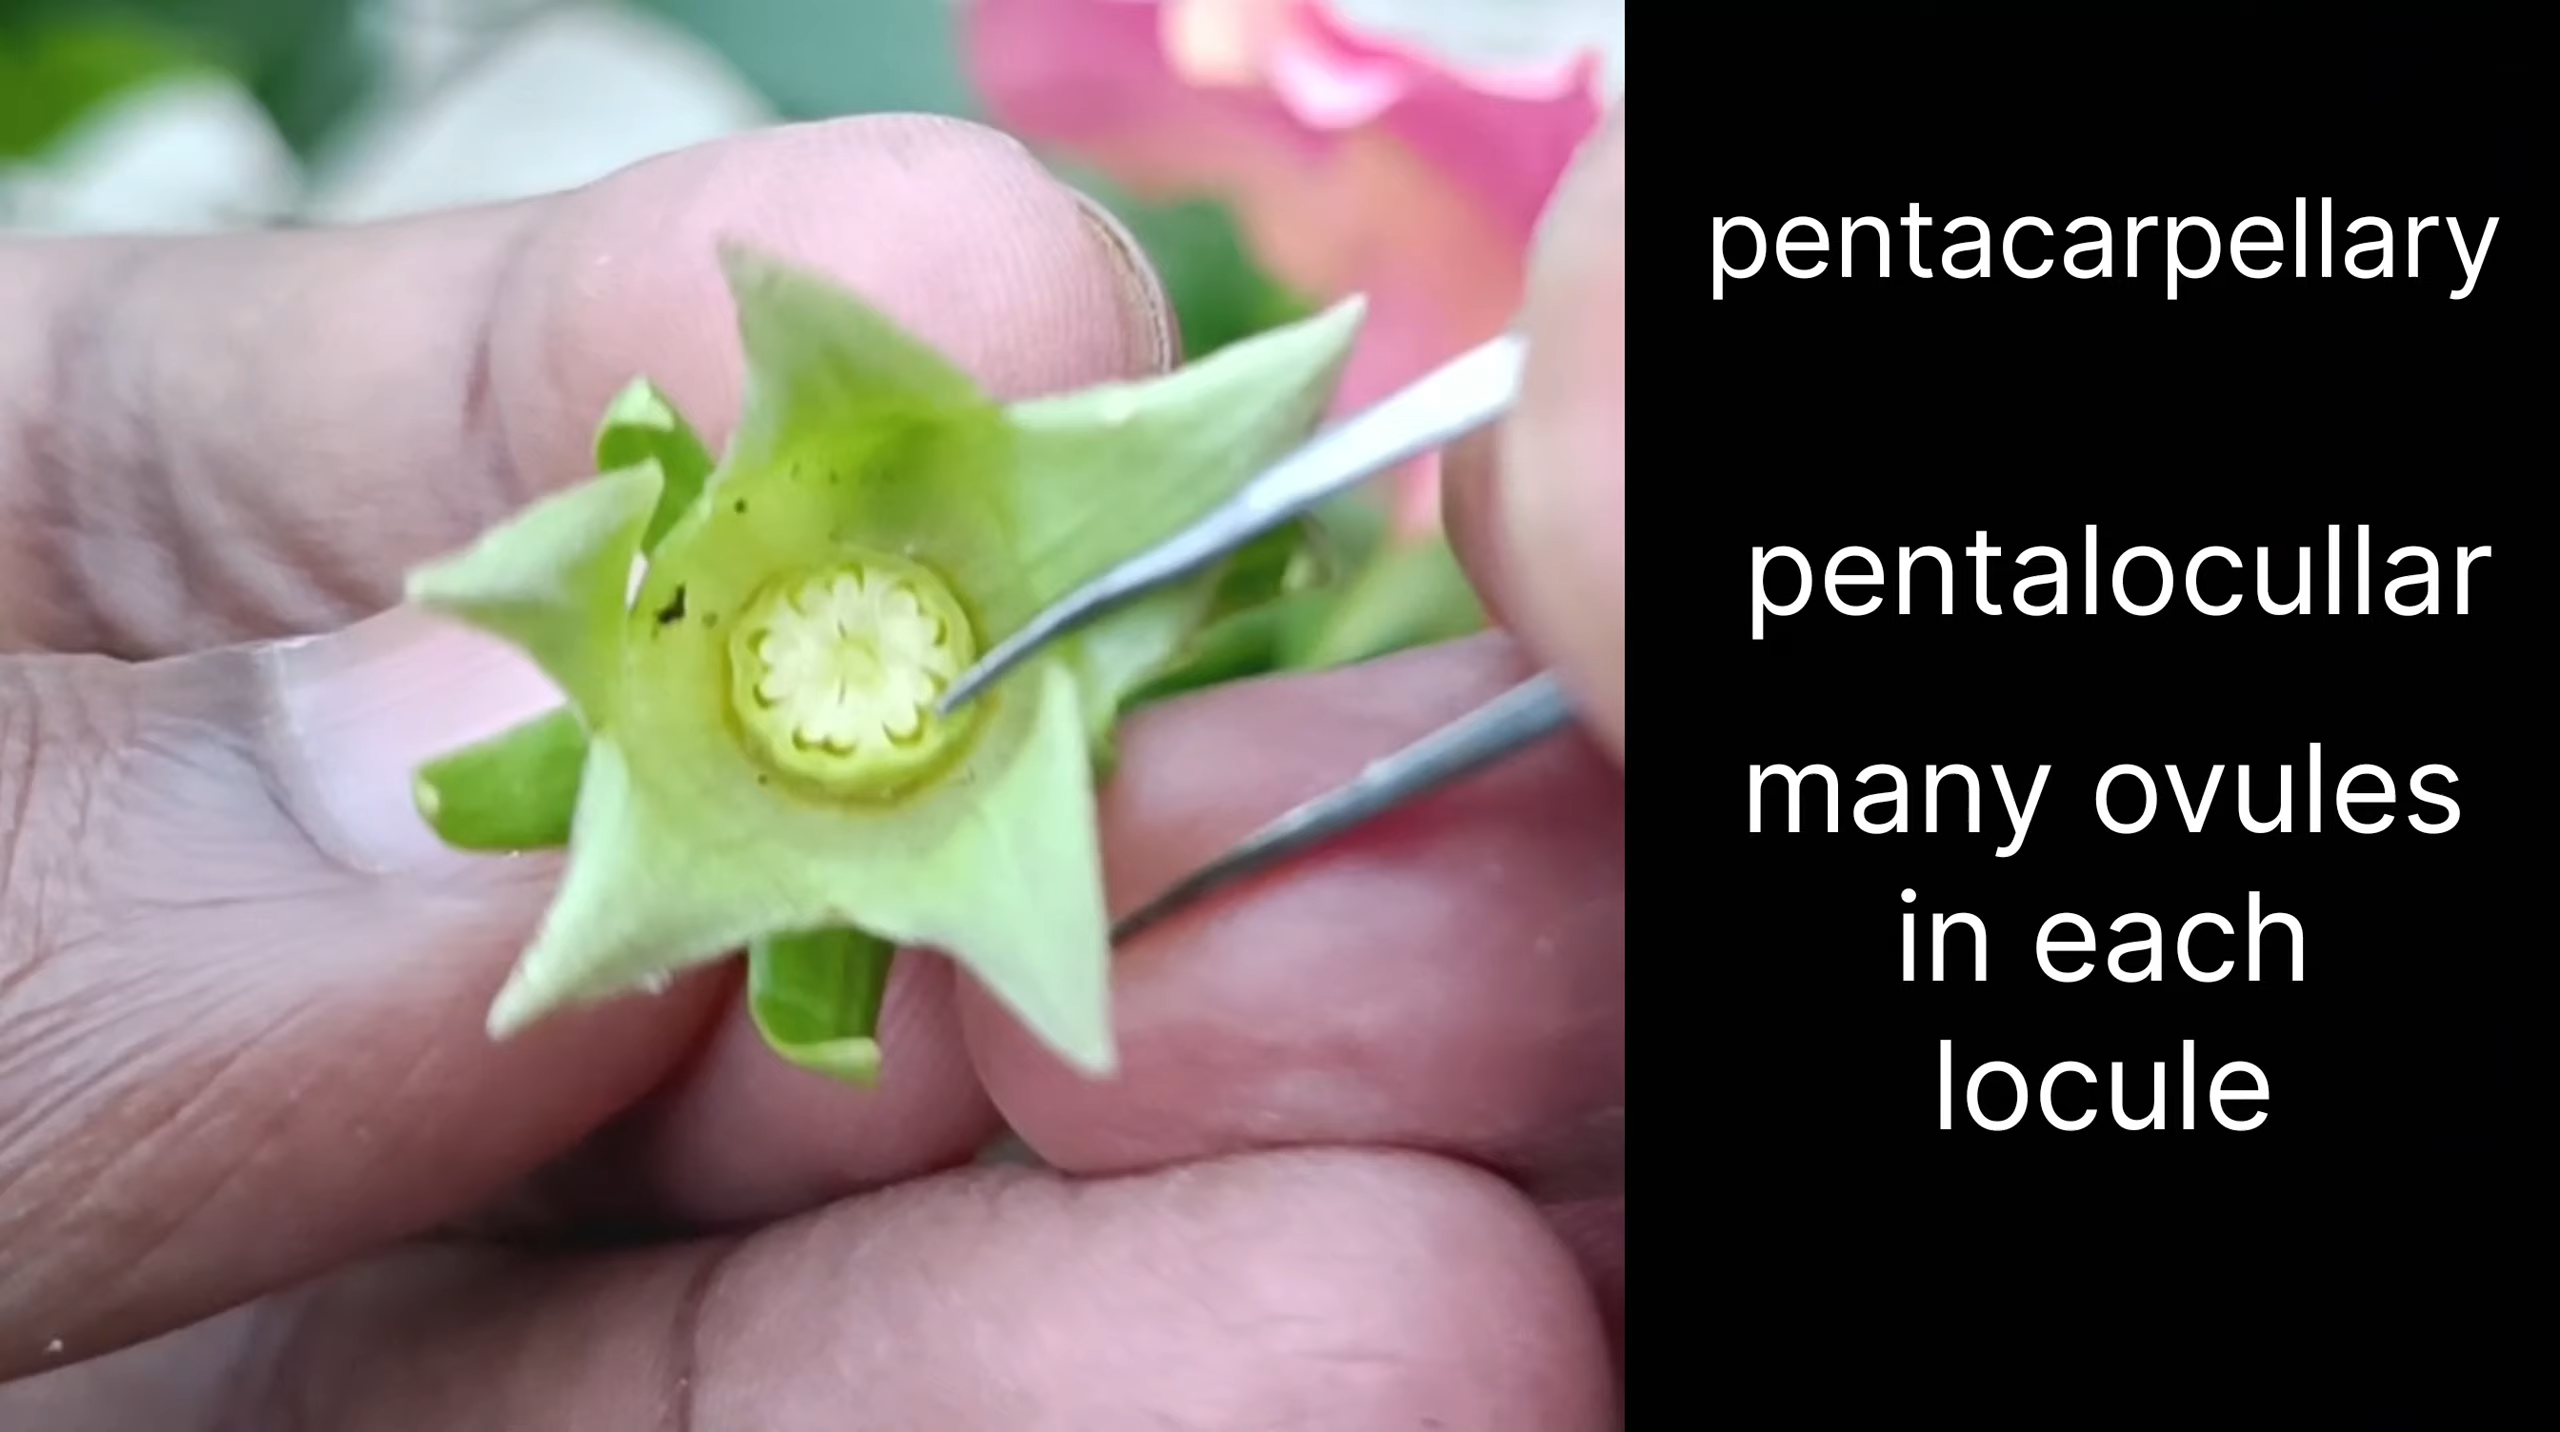 pentacarpellary
pentalocullar
many ovules
in each
locule